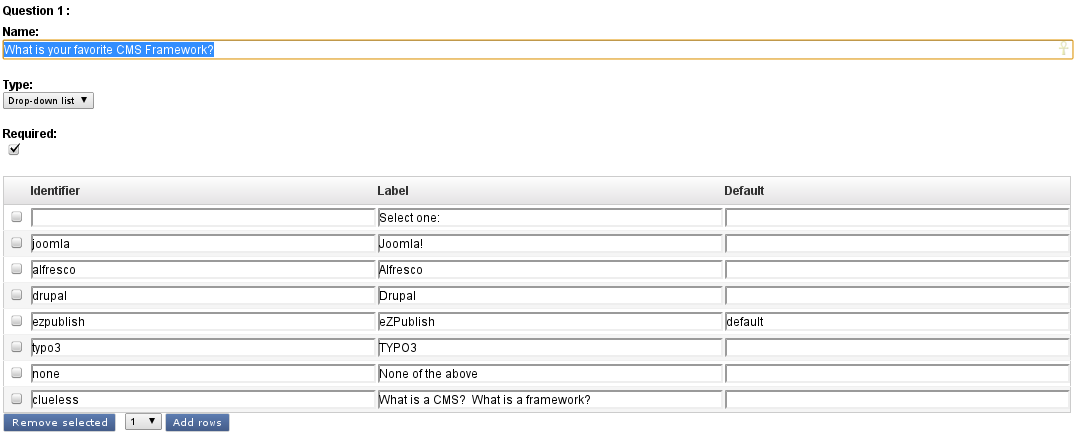 Question 1 :
Name:
What is your favorite CMS Framework?
Type:
Drop-down list
Required:
Identifier Label Default
Select one:
joomla Joomla!
alfresco Alfresco
drupal Drupal
ezpublish eZPublish default
typo3 TYPO3
none None of the above
clueless What is a CMS?  What is a framework?
Remove selected 1 Add rows